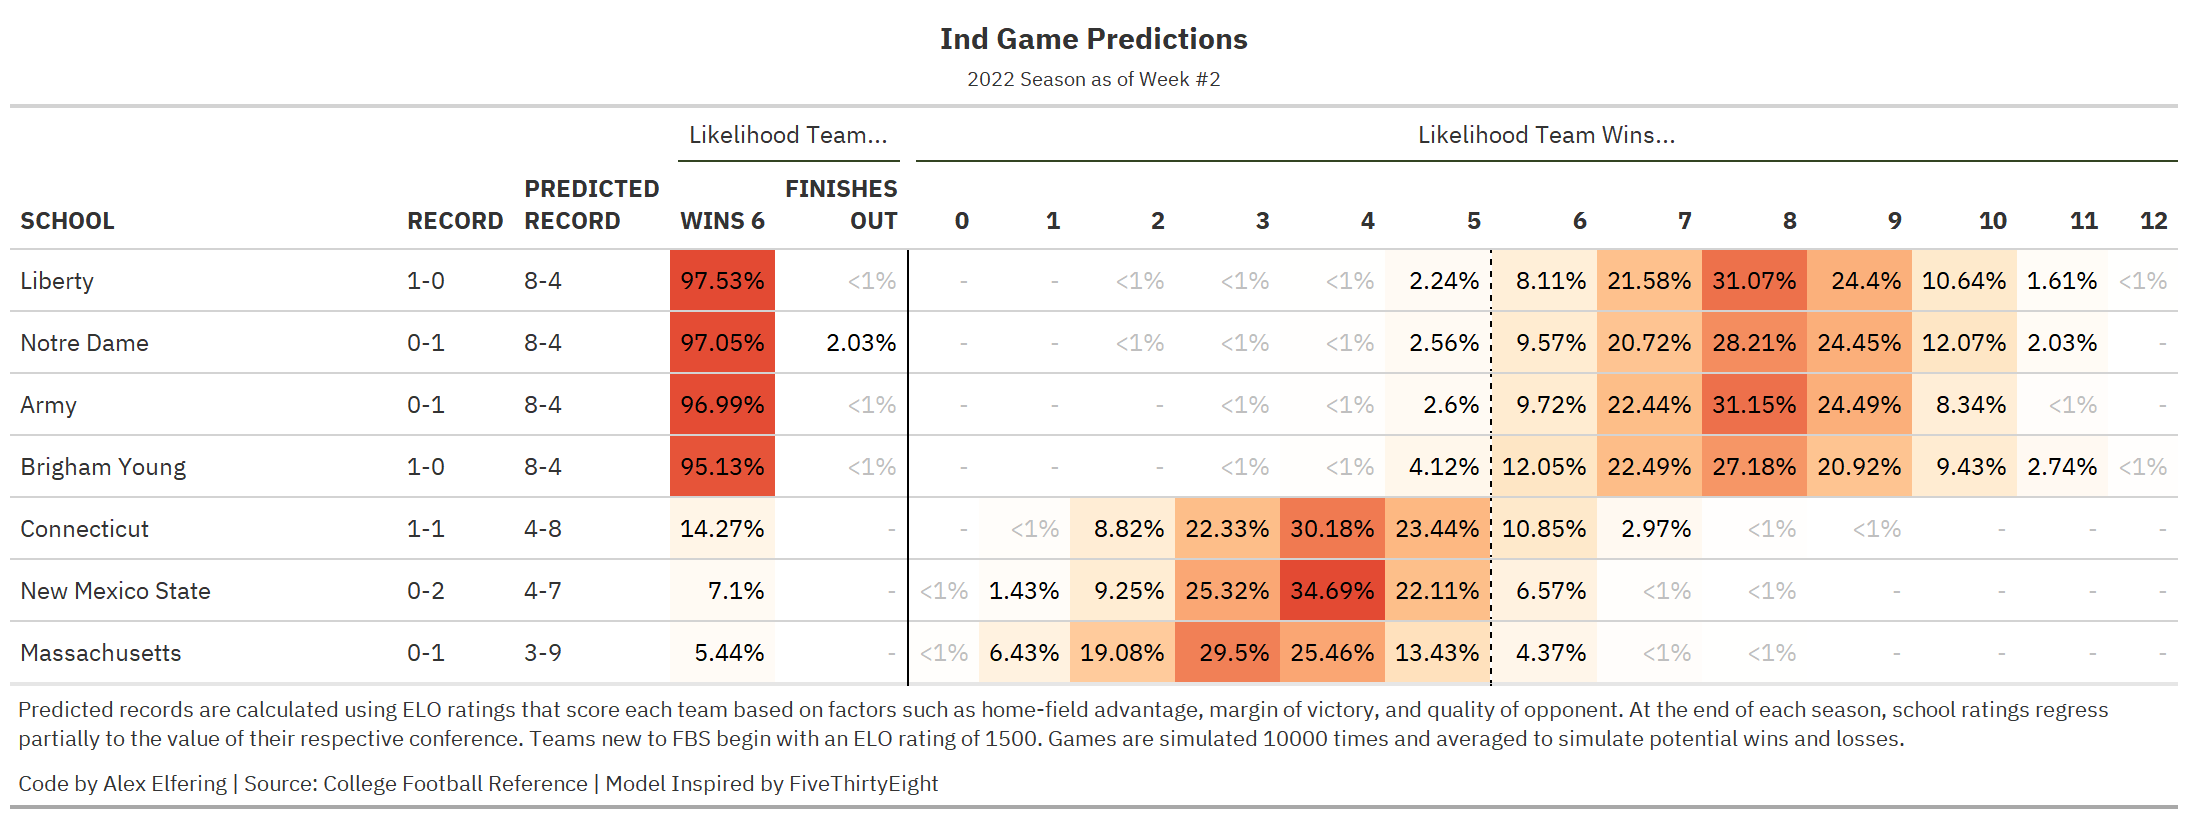 Ind Game Predictions
2022 Season as of Week #2
Likelihood Team... Likelihood Team Wins...
SCHOOL RECORD PREDICTED RECORD WINS 6 FINISHES OUT 0 1 2 3 4 5 6 7 8 9 10 11 12
Liberty 1-0 8-4 97.53% <1% - - <1% <1% <1% 2.24% 8.11% 21.58% 31.07% 24.4% 10.64% 1.61% <1%
Notre Dame 0-1 8-4 97.05% 2.03% - - <1% <1% <1% 2.56% 9.57% 20.72% 28.21% 24.45% 12.07% 2.03% -
Army 0-1 8-4 96.99% <1% - - - <1% <1% 2.6% 9.72% 22.44% 31.15% 24.49% 8.34% <1% -
Brigham Young 1-0 8-4 95.13% <1% - - - <1% <1% 4.12% 12.05% 22.49% 27.18% 20.92% 9.43% 2.74% <1%
Connecticut 1-1 4-8 14.27% - - <1% 8.82% 22.33% 30.18% 23.44% 10.85% 2.97% <1% <1% - - -
New Mexico State 0-2 4-7 7.1% - <1% 1.43% 9.25% 25.32% 34.69% 22.11% 6.57% <1% <1% - - - -
Massachusetts 0-1 3-9 5.44% - <1% 6.43% 19.08% 29.5% 25.46% 13.43% 4.37% <1% <1% - - - -
Predicted records are calculated using ELO ratings that score each team based on factors such as home-field advantage, margin of victory, and quality of opponent. At the end of each season, school ratings regress
partially to the value of their respective conference. Teams new to FBS begin with an ELO rating of 1500. Games are simulated 10000 times and averaged to simulate potential wins and losses.
Code by Alex Elfering | Source: College Football Reference | Model Inspired by FiveThirtyEight